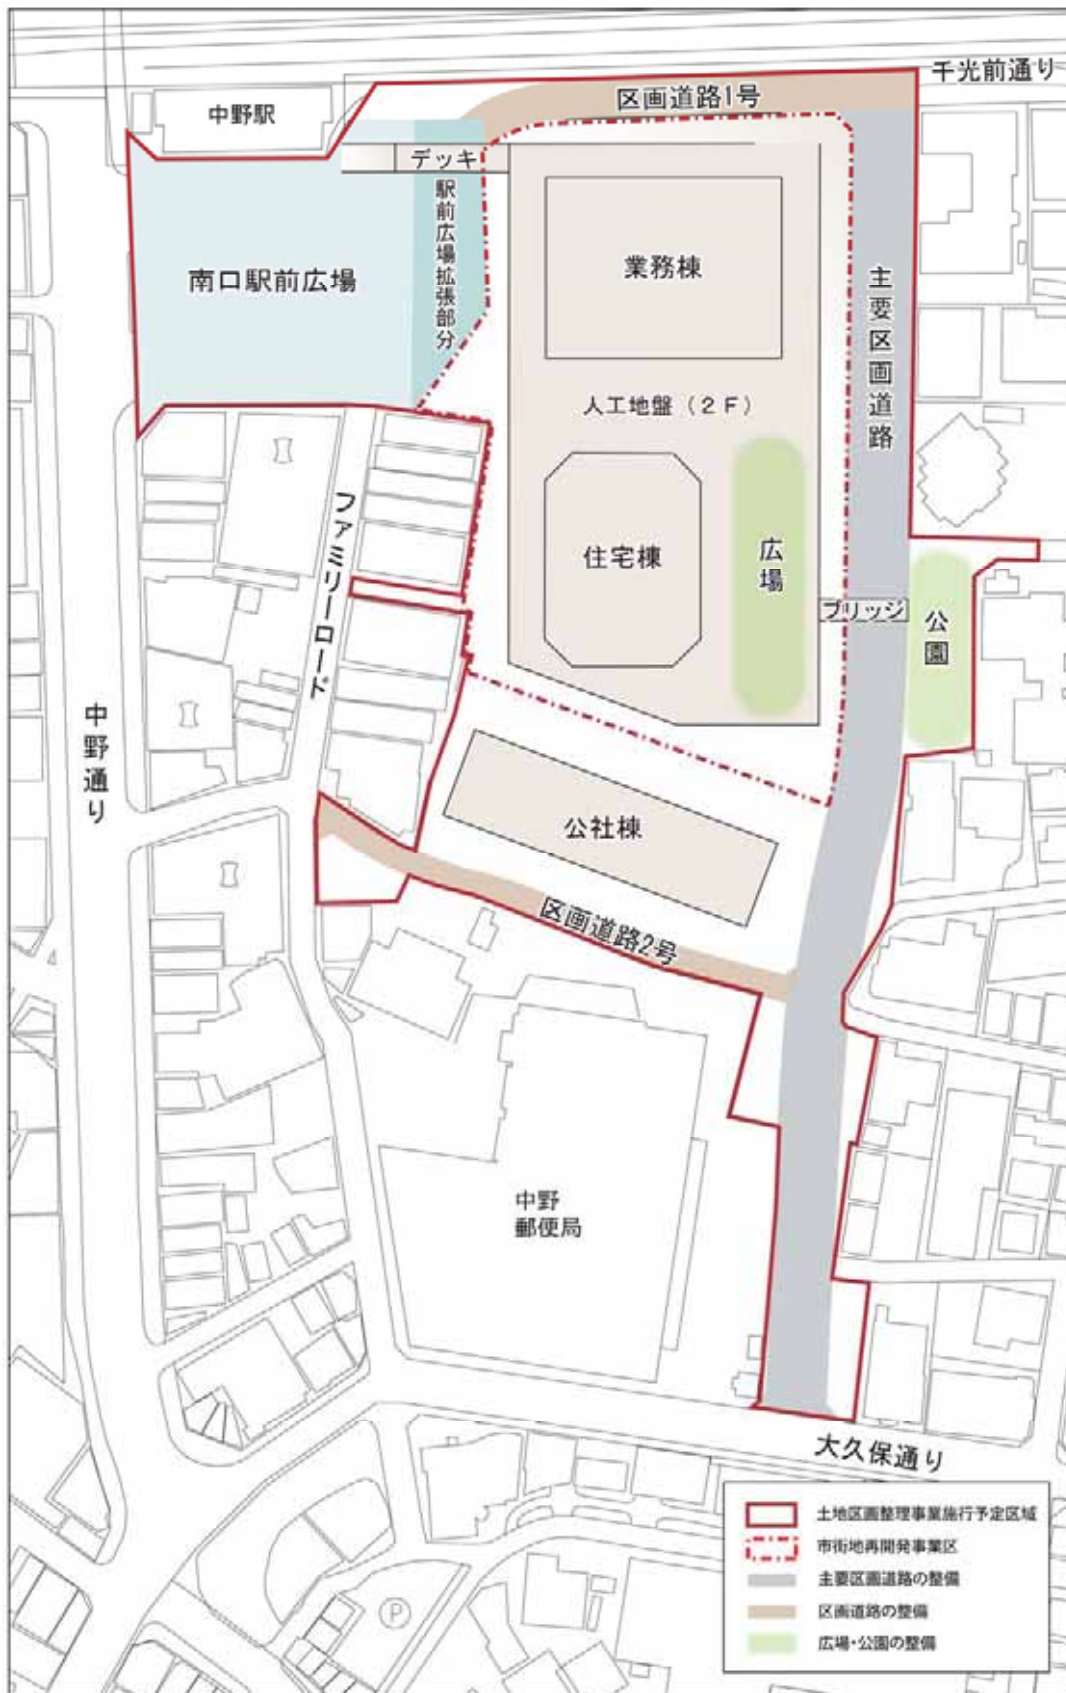 千光前通り
区画道路1号
中野駅
デッキ
駅前広場拡張部分
南口駅前広場
業務棟
主要区画道路
人工地盤(2F)
ファミリーロード
住宅棟
広場
ブリッジ
公園
中野通り
公社棟
区画道路2号
中野
郵便局
大久保通り
P
土地区画整理事業施行予定区域
市街地再開発事業区
主要区画道路の整備
区画道路の整備
広場・公園の整備